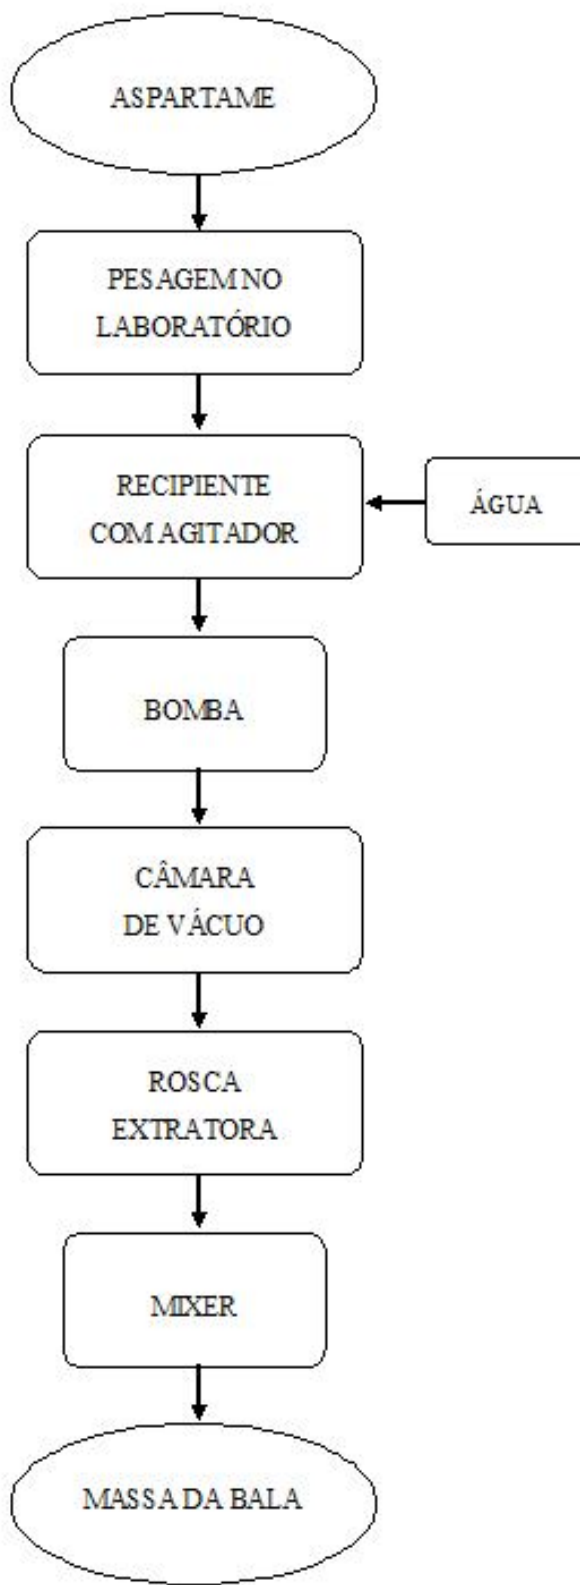 ASPARTAME
PESAGEM NO
LABORATÓRIO
RECIPIENTE
COM AGITADOR
ÁGUA
BOMBA
CÂMARA
DE VÁCUO
ROSCA
EXTRATORA
MIXER
MASSA DA BALA